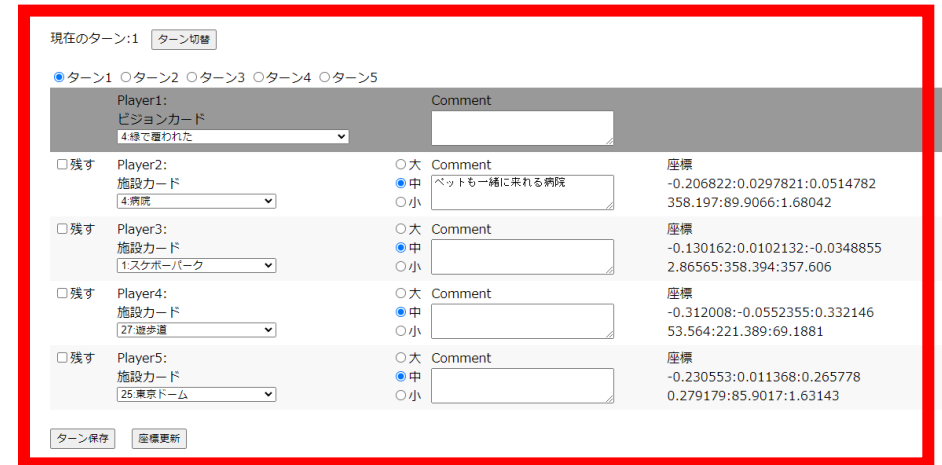 現在のターン:1 ターン切替
ターン1 ターン2 ターン3 ターン4 ターン5
Player1: Comment
ビジョンカード
4:緑で覆われた
残す Player2: 大 Comment 座標
施設カード 中 ペットも一緒に来れる病院 -0.206822:0.0297821:0.0514782
4:病院 小 358.197:89.9066:1.68042
残す Player3: 大 Comment 座標
施設カード 中 -0.130162:0.0102132:-0.0348855
1:スケボーパーク 小 2.86565:358.394:357.606
残す Player4: 大 Comment 座標
施設カード 中 -0.312008:-0.0552355:0.332146
27:遊歩道 小 53.564:221.389:69.1881
残す Player5: 大 Comment 座標
施設カード 中 -0.230553:0.011368:0.265778
25:東京ドーム 小 0.279179:85.9017:1.63143
ターン保存 座標更新